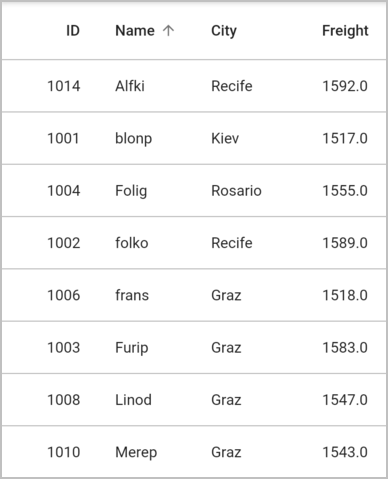 ID Name City Freight
1014 Alfki Recife 1592.0
1001 blonp Kiev 1517.0
1004 Folig Rosario 1555.0
1002 folko Recife 1589.0
1006 frans Graz 1518.0
1003 Furip Graz 1583.0
1008 Linod Graz 1547.0
1010 Merep Graz 1543.0